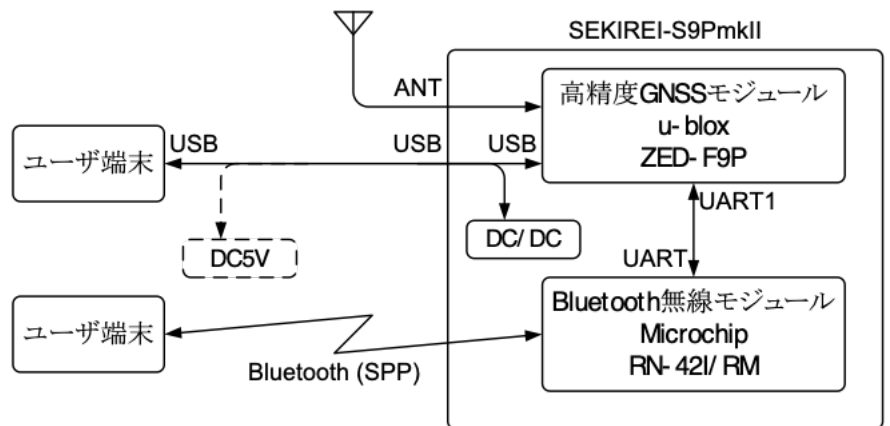 SEKIREI-S9PmkII
ANT
高精度GNSSモジュール
u- blox
ZED- F9P
ユーザ端末
USB
USB
USB
DC5V
DC/ DC
UART1
UART
ユーザ端末
Bluetooth無線モジュール
Microchip
RN- 42I/ RM
Bluetooth (SPP)